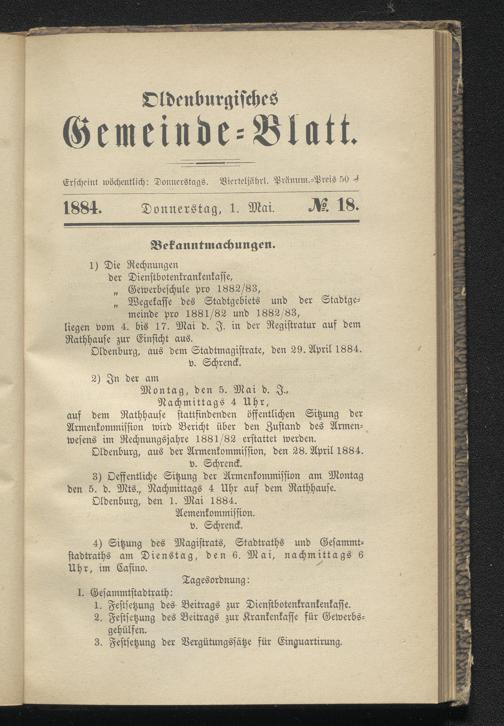 Oldenburgisches
Gemeinde-Blatt.
Erscheint wöchentlich: Donnerstags. Vierteljährl. Pränum.-Preis 50 ₰
1884. Donnerstag, 1. Mai. №. 18.
Bekanntmachungen.
1) Die Rechnungen
der Dienstbotenkrankenkasse,
„ Gewerbeschule pro 1882/83,
„ Wegekasse des Stadtgebiets und der Stadtge-
meinde pro 1881/82 und 1882/83,
liegen vom 4. bis 17. Mai d. J. in der Registratur auf dem
Rathhause zur Einsicht aus.
Oldenburg, aus dem Stadtmagistrate, den 29. April 1884.
v. Schrenck.
2) In der am
Montag, den 5. Mai d. J.,
Nachmittags 4 Uhr,
auf dem Rathhause stattfindenden öffentlichen Sitzung der
Armenkommission wird Bericht über den Zustand des Armen-
wesens im Rechnungsjahre 1881/82 erstattet werden.
Oldenburg, aus der Armenkommission, den 28. April 1884.
v. Schrenck.
3) Oeffentliche Sitzung der Armenkommission am Montag
den 5. d. Mts., Nachmittags 4 Uhr auf dem Rathhause.
Oldenburg, den 1. Mai 1884.
Aemenkommission.
v. Schrenck.
4) Sitzung des Magistrats, Stadtraths und Gesammt-
stadtraths am Dienstag, den 6. Mai, nachmittags 6
Uhr, im Casino.
Tagesordnung:
I. Gesammtstadtrath:
1. Festsetzung des Beitrags zur Dienstbotenkrankenkasse.
2. Festsetzung des Beitrags zur Krankenkasse für Gewerbs-
gehülfen.
3. Festsetzung der Vergütungssätze für Einquartirung.